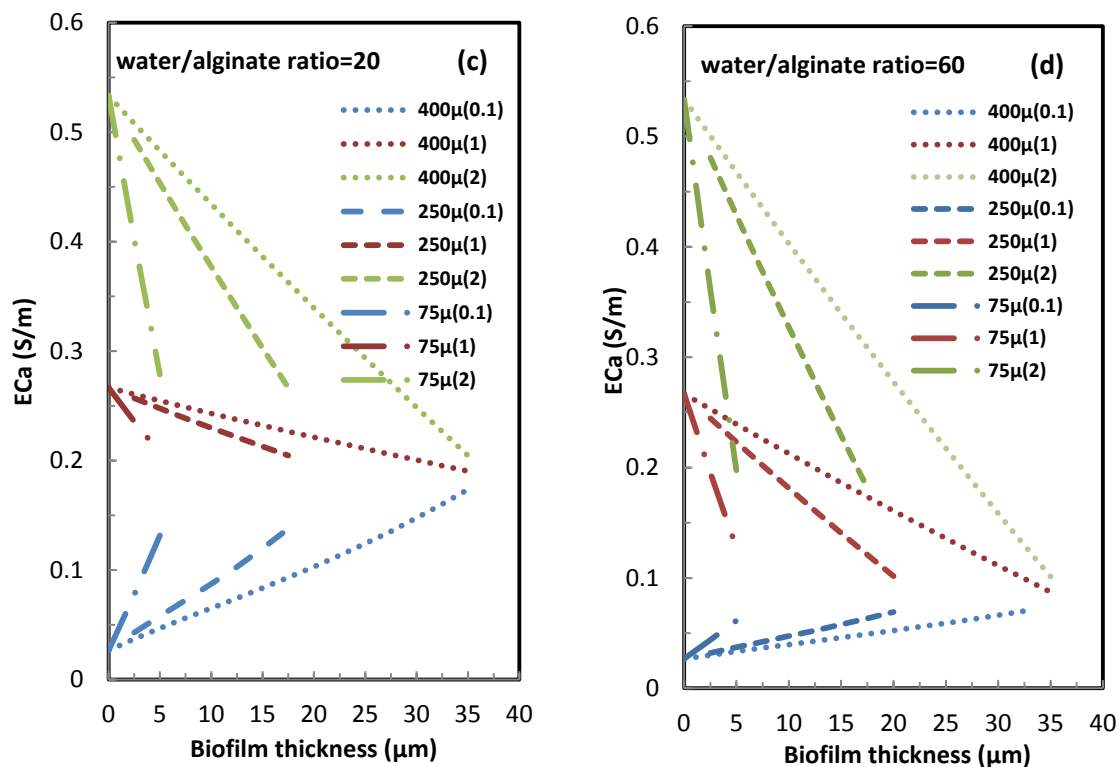 0.6
0.5
0.4
0.3
0.2
0.1
0
ECa (S/m)
water/alginate ratio=20
(c)
400µ(0.1)
400µ(1)
400µ(2)
250µ(0.1)
250µ(1)
250µ(2)
75µ(0.1)
75µ(1)
75µ(2)
0 5 10 15 20 25 30 35 40
Biofilm thickness (µm)
0.6
0.5
0.4
0.3
0.2
0.1
0
ECa (S/m)
water/alginate ratio=60
(d)
400µ(0.1)
400µ(1)
400µ(2)
250µ(0.1)
250µ(1)
250µ(2)
75µ(0.1)
75µ(1)
75µ(2)
0 5 10 15 20 25 30 35 40
Biofilm thickness (µm)